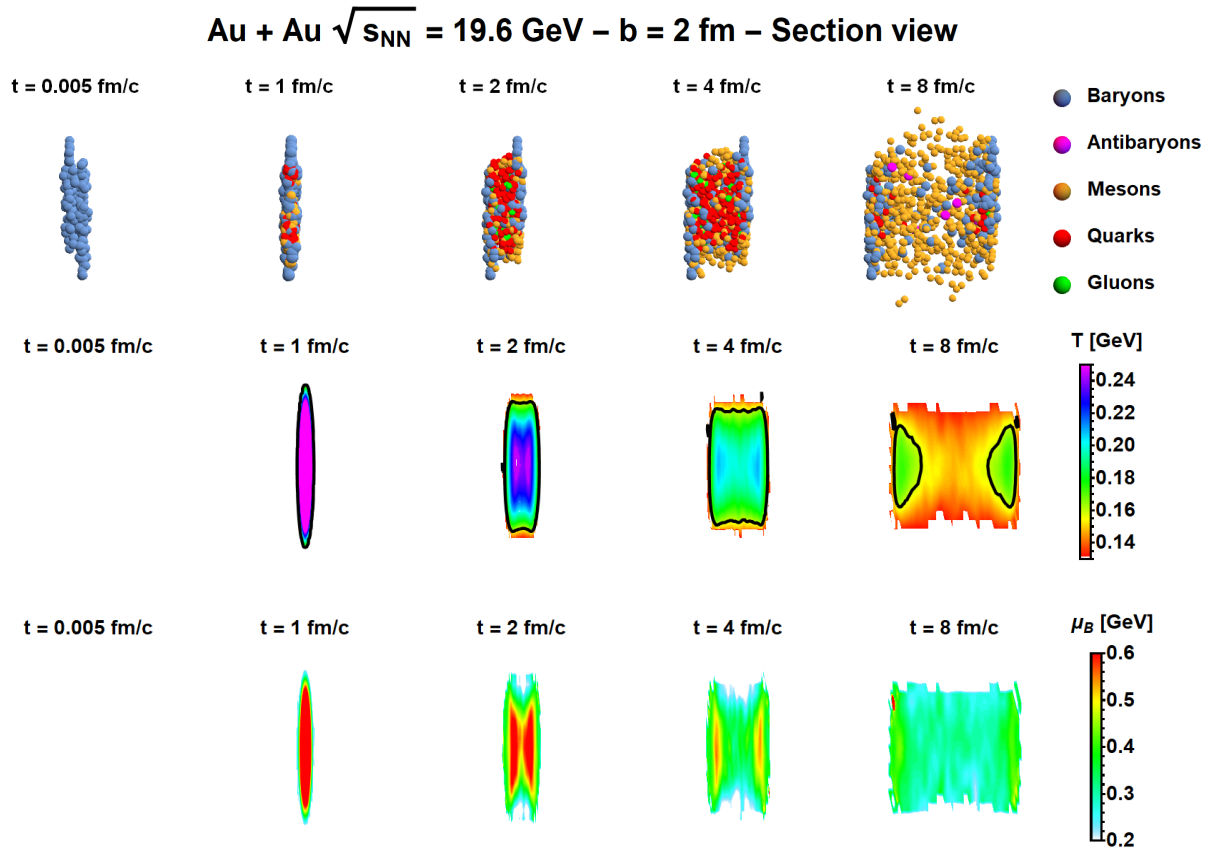 Au + Au √sNN = 19.6 GeV – b = 2 fm – Section view
t = 0.005 fm/c t = 1 fm/c t = 2 fm/c t = 4 fm/c t = 8 fm/c
Baryons
Antibaryons
Mesons
Quarks
Gluons
t = 0.005 fm/c t = 1 fm/c t = 2 fm/c t = 4 fm/c t = 8 fm/c T [GeV]
0.24
0.22
0.20
0.18
0.16
0.14
t = 0.005 fm/c t = 1 fm/c t = 2 fm/c t = 4 fm/c t = 8 fm/c μB [GeV]
0.6
0.5
0.4
0.3
0.2